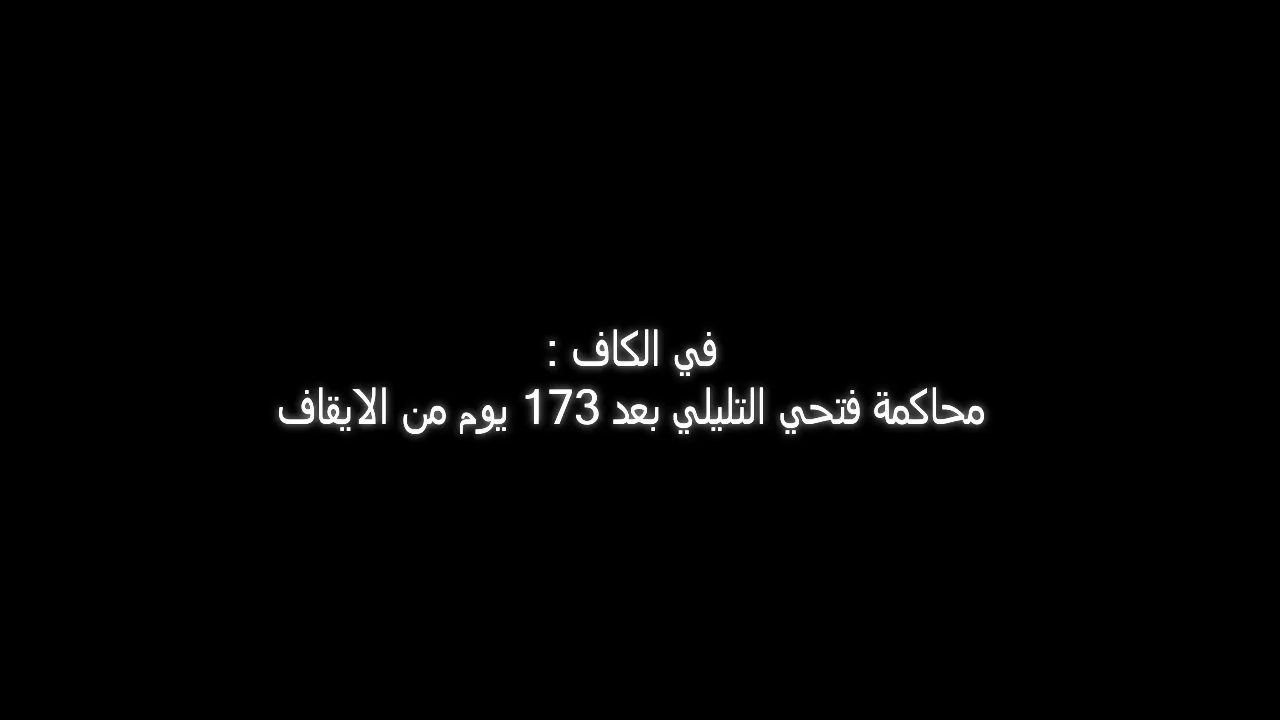 في الكاف :
محاكمة فتحي التليلي بعد 173 يوم من الايقاف